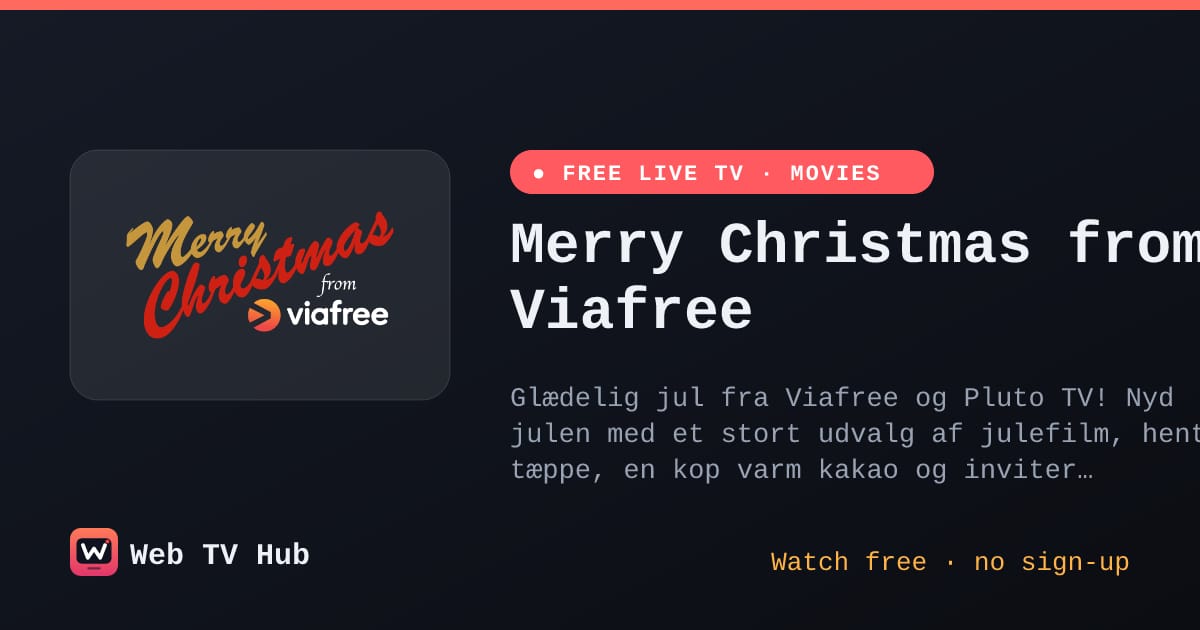 Merry
Christmas
from
viafree
• FREE LIVE TV · MOVIES
Merry Christmas from
Viafree
Glædelig jul fra Viafree og Pluto TV! Nyd
julen med et stort udvalg af julefilm, hent
tæppe, en kop varm kakao og inviter…
W
Web TV Hub
Watch free · no sign-up